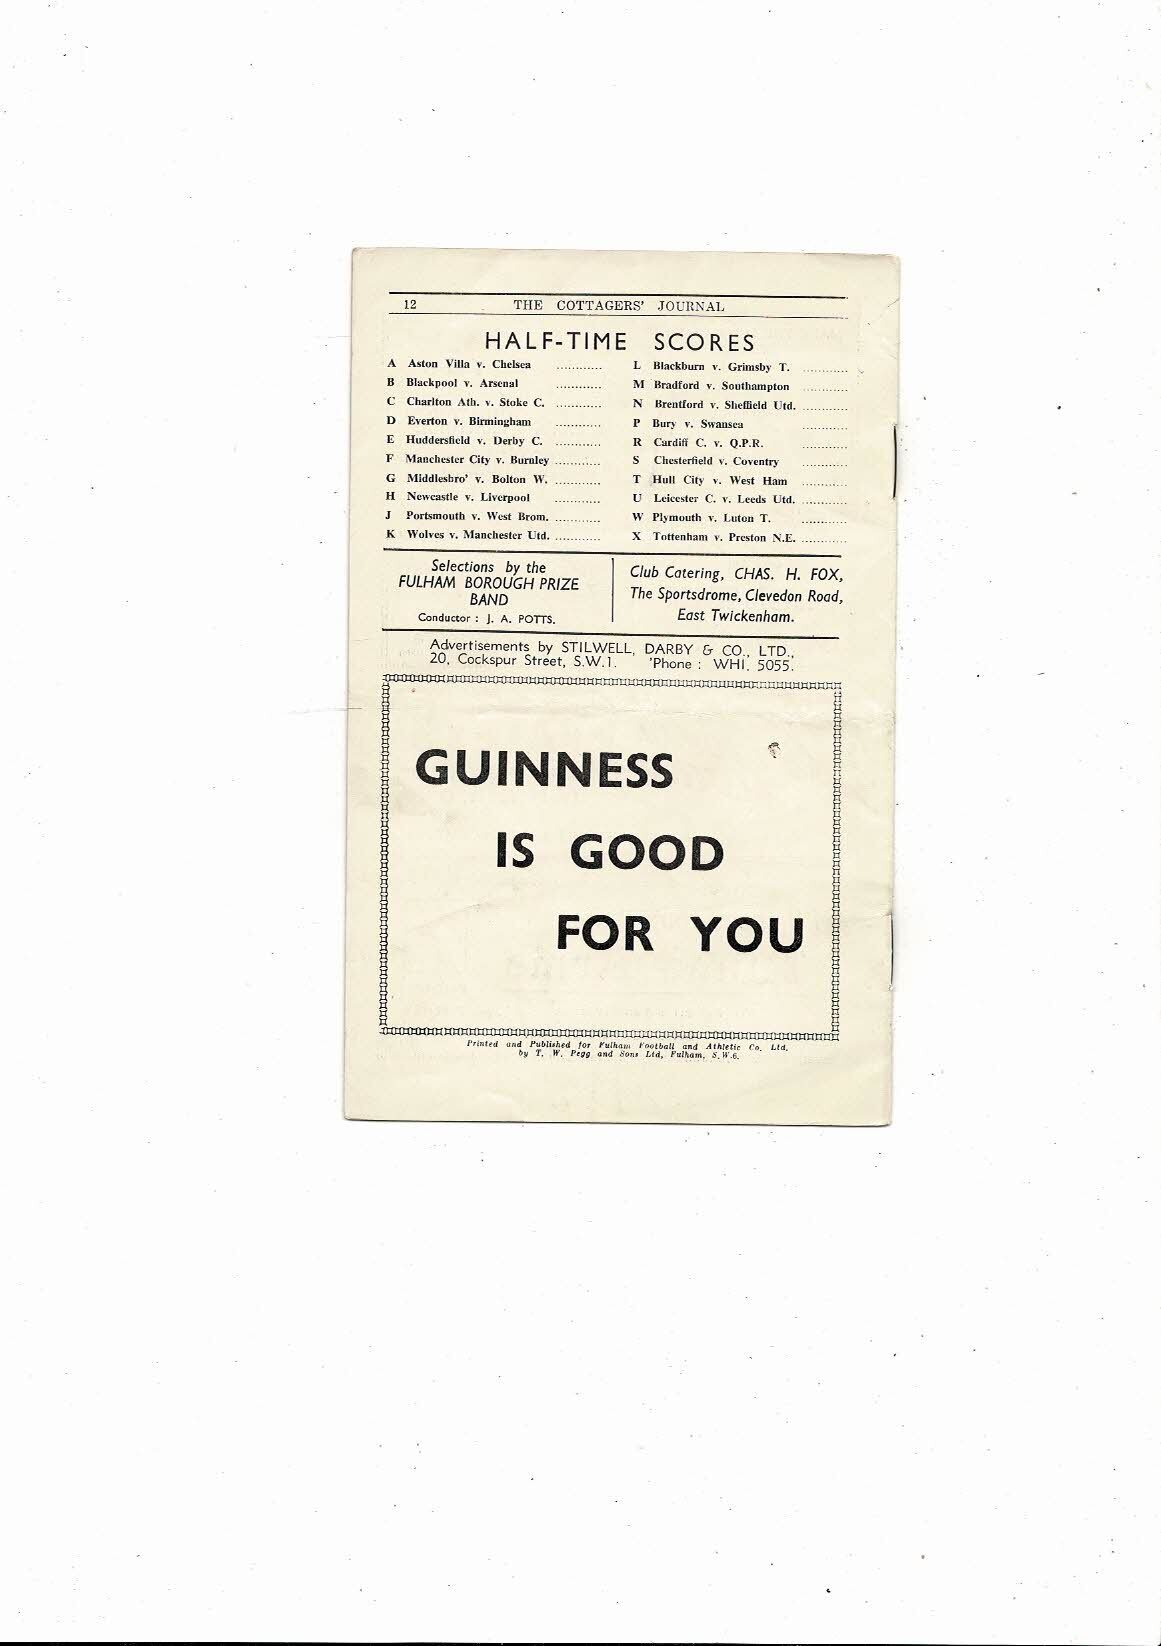 12 THE COTTAGERS' JOURNAL
HALF-TIME SCORES
A Aston Villa v. Chelsea ............
B Blackpool v. Arsenal ............
C Charlton Ath. v. Stoke C. ............
D Everton v. Birmingham ............
E Huddersfield v. Derby C. ............
F Manchester City v. Burnley ............
G Middlesbro' v. Bolton W. ............
H Newcastle v. Liverpool ............
J Portsmouth v. West Brom. ............
K Wolves v. Manchester Utd. ............
L Blackburn v. Grimsby T. ............
M Bradford v. Southampton ............
N Brentford v. Sheffield Utd. ............
P Bury v. Swansea ............
R Cardiff C. v. Q.P.R. ............
S Chesterfield v. Coventry ............
T Hull City v. West Ham ............
U Leicester C. v. Leeds Utd. ............
W Plymouth v. Luton T. ............
X Tottenham v. Preston N.E. ............
Selections by the
FULHAM BOROUGH PRIZE
BAND
Conductor : J. A. POTTS.
Club Catering, CHAS. H. FOX,
The Sportsdrome, Clevedon Road,
East Twickenham.
Advertisements by STILWELL, DARBY & CO., LTD.,
20, Cockspur Street, S.W.1. 'Phone : WHI. 5055.
GUINNESS
IS GOOD
FOR YOU
Printed and Published for Fulham Football and Athletic Co. Ltd.
by T. W. Pegg and Sons Ltd, Fulham, S.W.6.